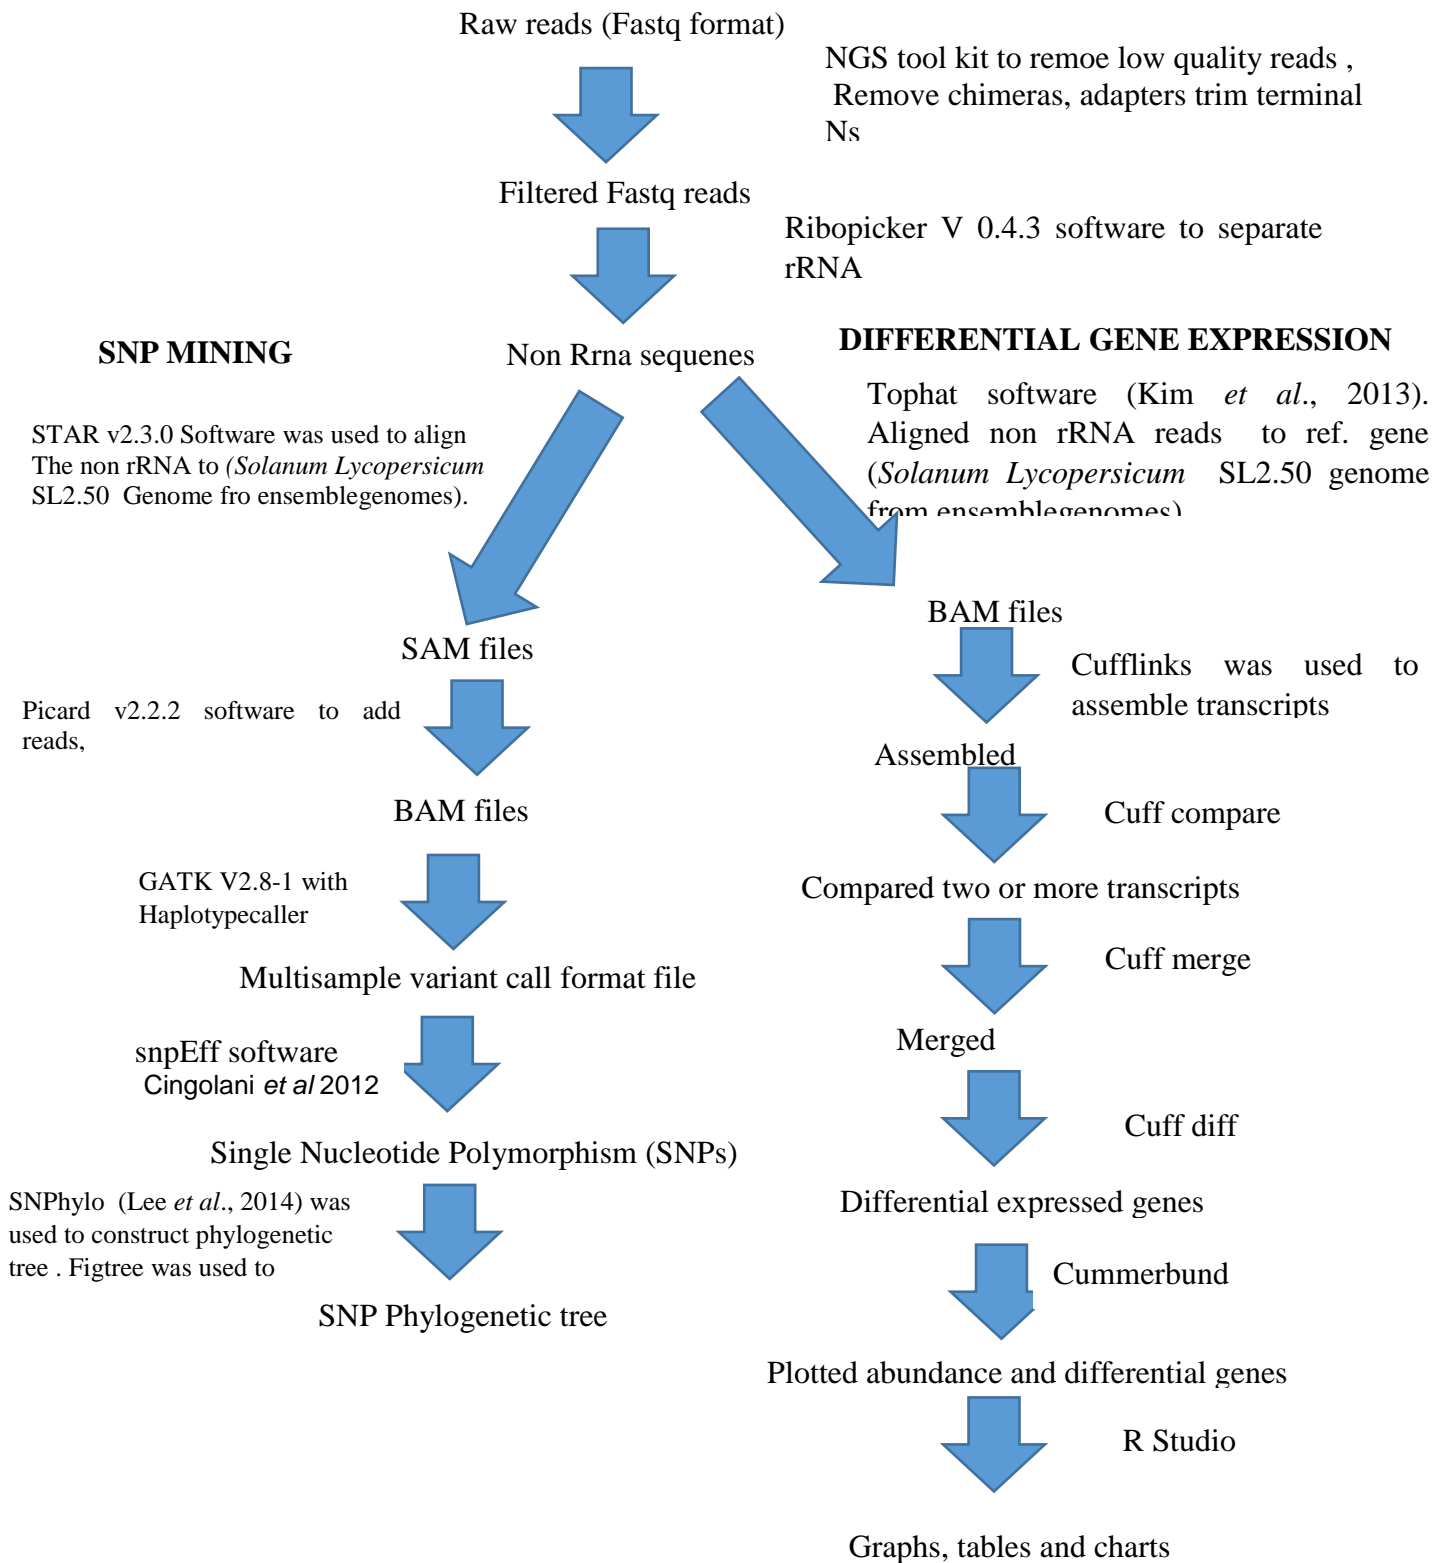 Raw reads (Fastq format)
NGS tool kit to remoe low quality reads ,
Remove chimeras, adapters trim terminal
Ns
Filtered Fastq reads
Ribopicker V 0.4.3 software to separate
rRNA
SNP MINING
Non Rrna sequenes
DIFFERENTIAL GENE EXPRESSION
STAR v2.3.0 Software was used to align
The non rRNA to (Solanum Lycopersicum
SL2.50 Genome fro ensemblegenomes).
Tophat software (Kim et al., 2013).
Aligned non rRNA reads to ref. gene
(Solanum Lycopersicum SL2.50 genome
from ensemblegenomes)
SAM files
Picard v2.2.2 software to add
reads,
BAM files
GATK V2.8-1 with
Haplotypecaller
Multisample variant call format file
snpEff software
Cingolani et al 2012
Single Nucleotide Polymorphism (SNPs)
SNPhylo (Lee et al., 2014) was
used to construct phylogenetic
tree . Figtree was used to
SNP Phylogenetic tree
BAM files
Cufflinks was used to
assemble transcripts
Assembled
Cuff compare
Compared two or more transcripts
Cuff merge
Merged
Cuff diff
Differential expressed genes
Cummerbund
Plotted abundance and differential genes
R Studio
Graphs, tables and charts